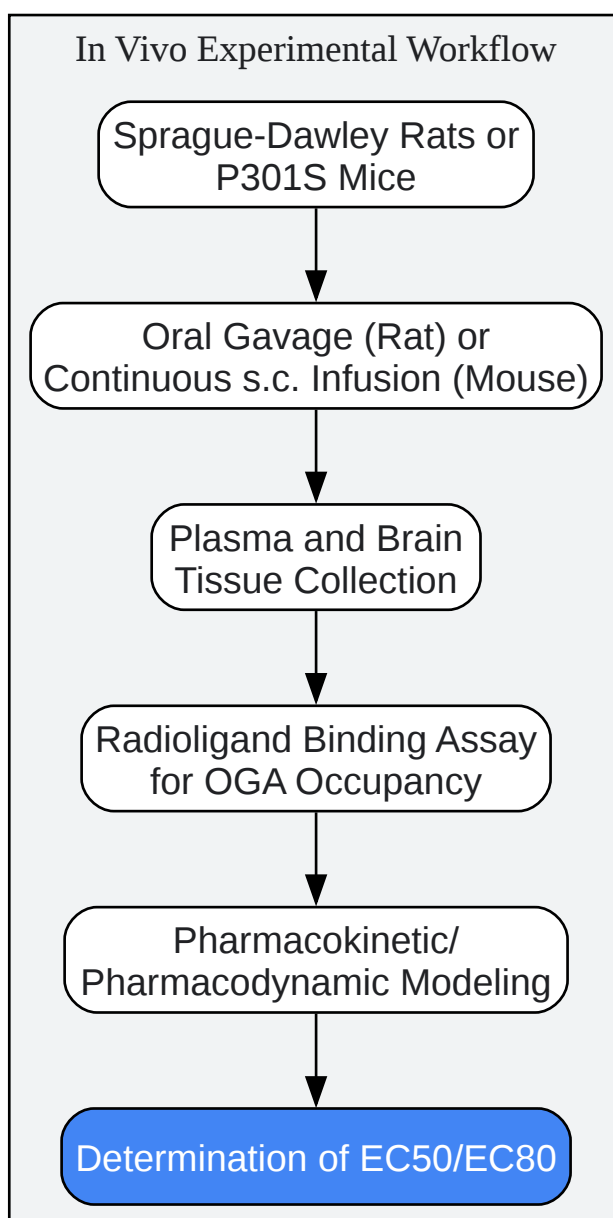 In Vivo Experimental Workflow
Sprague-Dawley Rats or
P301S Mice
Oral Gavage (Rat) or
Continuous s.c. Infusion (Mouse)
Plasma and Brain
Tissue Collection
Radioligand Binding Assay
for OGA Occupancy
Pharmacokinetic/
Pharmacodynamic Modeling
Determination of EC50/EC80